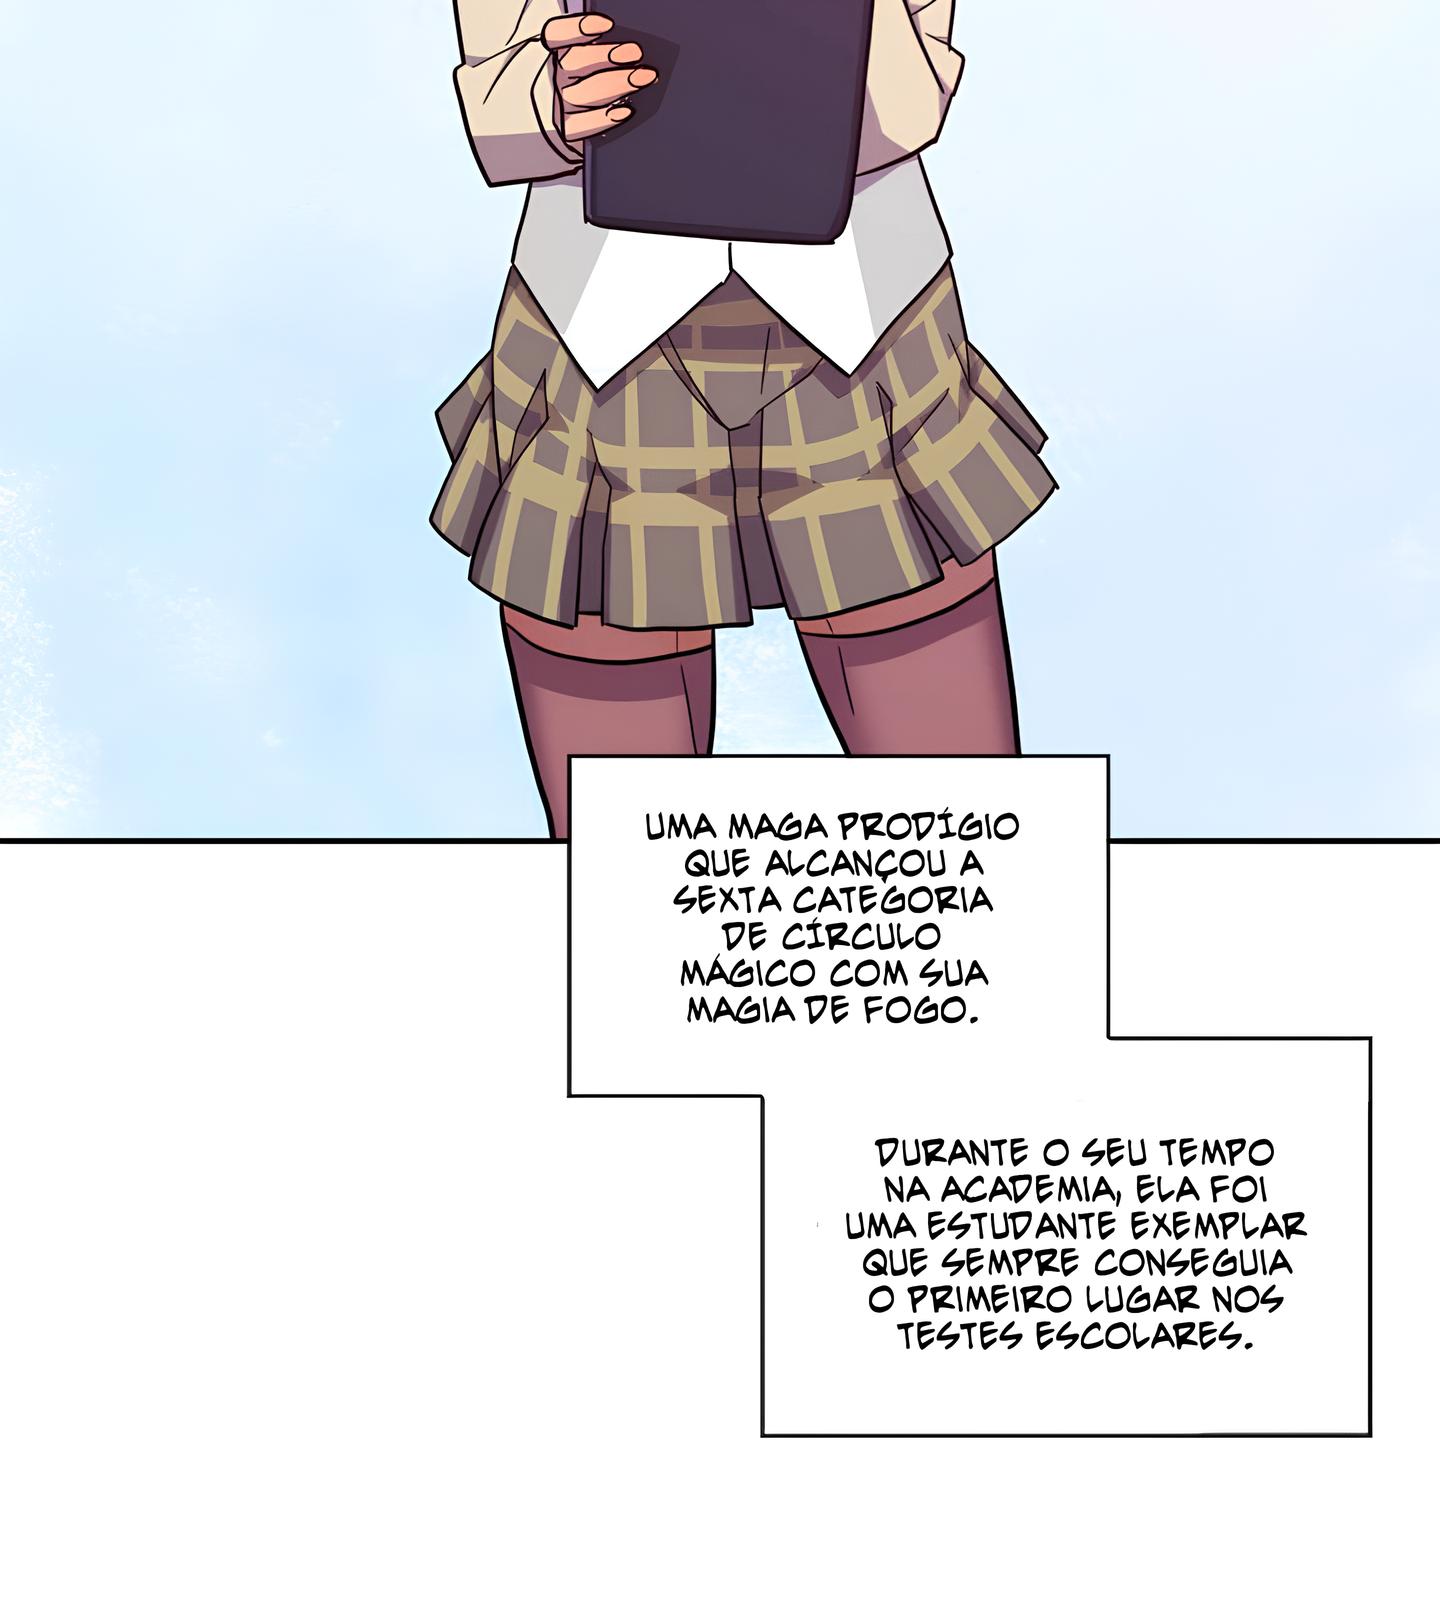 UMA MAGA PRODÍGIO
QUE ALCANÇOU A
SEXTA CATEGORIA
DE CÍRCULO
MÁGICO COM SUA
MAGIA DE FOGO.
DURANTE O SEU TEMPO
NA ACADEMIA, ELA FOI
UMA ESTUDANTE EXEMPLAR
QUE SEMPRE CONSEGUIA
O PRIMEIRO LUGAR NOS
TESTES ESCOLARES.